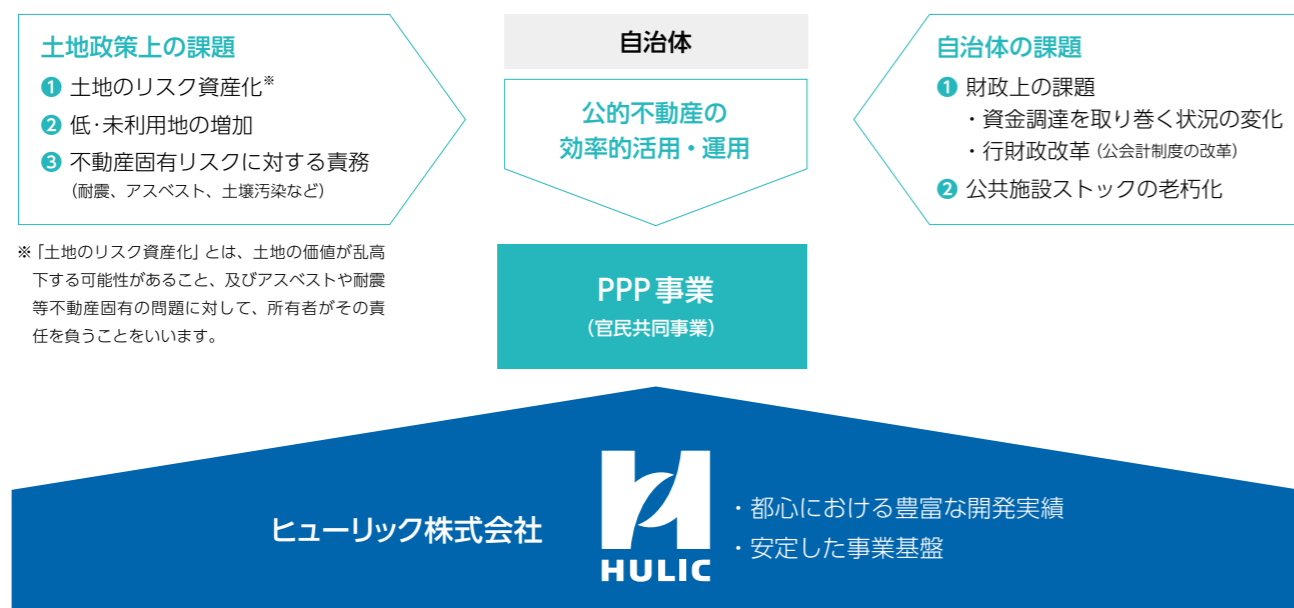 土地政策上の課題
❶ 土地のリスク資産化※
❷ 低・未利用地の増加
❸ 不動産固有リスクに対する責務
（耐震、アスベスト、土壌汚染など）
※「土地のリスク資産化」とは、土地の価値が乱高
下する可能性があること、及びアスベストや耐震
等不動産固有の問題に対して、所有者がその責
任を負うことをいいます。
自治体
公的不動産の
効率的活用・運用
PPP事業
（官民共同事業）
自治体の課題
❶ 財政上の課題
・資金調達を取り巻く状況の変化
・行財政改革（公会計制度の改革）
❷ 公共施設ストックの老朽化
ヒューリック株式会社
HULIC
・都心における豊富な開発実績
・安定した事業基盤